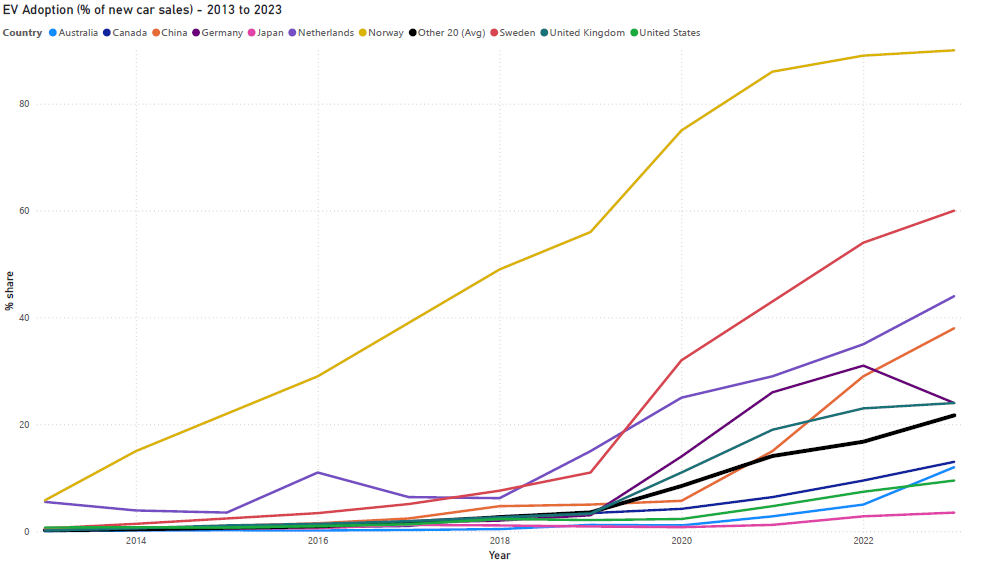 EV Adoption (% of new car sales) - 2013 to 2023
Country Australia Canada China Germany Japan Netherlands Norway Other 20 (Avg) Sweden United Kingdom United States
80
60
40
20
0
% share
2014 2016 2018 2020 2022
Year